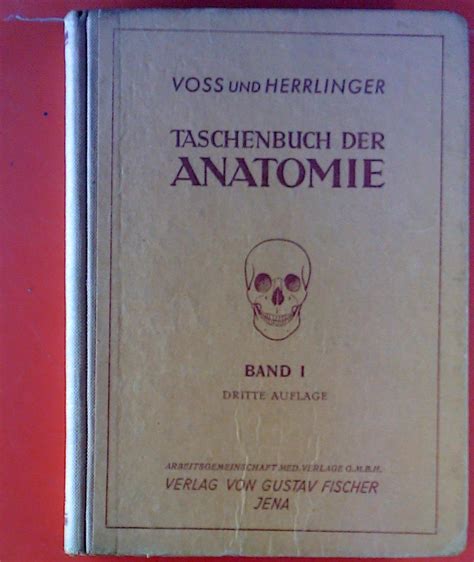 VOSS UND HERRLINGER
TASCHENBUCH DER
ANATOMIE
BAND I
DRITTE AUFLAGE
ARBEITSGEMEINSCHAFT MED. VERLAGE G.M.B.H.
VERLAG VON GUSTAV FISCHER
JENA